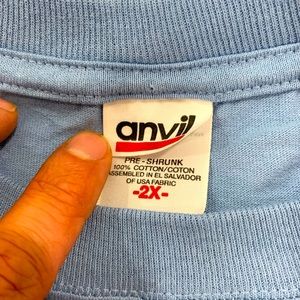 anvil
PRE-SHRUNK
100% COTTON/COTON
ASSEMBLED IN EL SALVADOR
OF USA FABRIC
-2X-